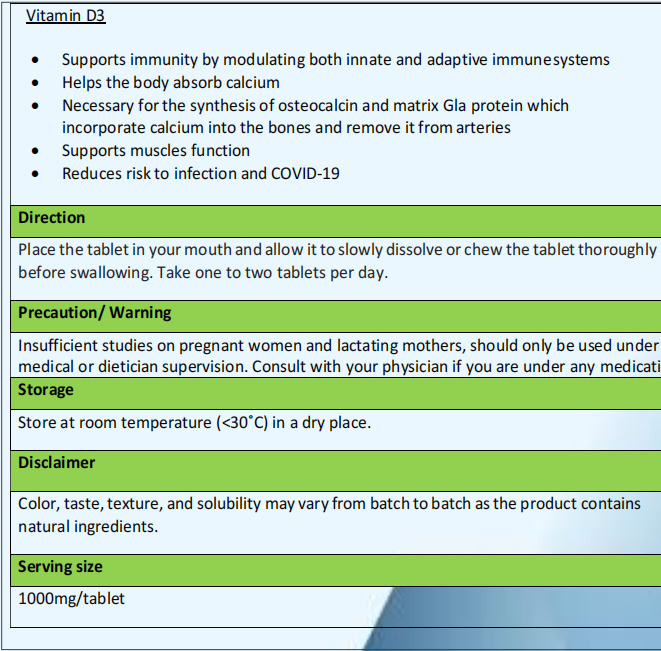 Vitamin D3
• Supports immunity by modulating both innate and adaptive immunesystems
• Helps the body absorb calcium
• Necessary for the synthesis of osteocalcin and matrix Gla protein which
incorporate calcium into the bones and remove it from arteries
• Supports muscles function
• Reduces risk to infection and COVID-19
Direction
Place the tablet in your mouth and allow it to slowly dissolve or chew the tablet thoroughly
before swallowing. Take one to two tablets per day.
Precaution/ Warning
Insufficient studies on pregnant women and lactating mothers, should only be used under
medical or dietician supervision. Consult with your physician if you are under any medicati
Storage
Store at room temperature (<30˚C) in a dry place.
Disclaimer
Color, taste, texture, and solubility may vary from batch to batch as the product contains
natural ingredients.
Serving size
1000mg/tablet